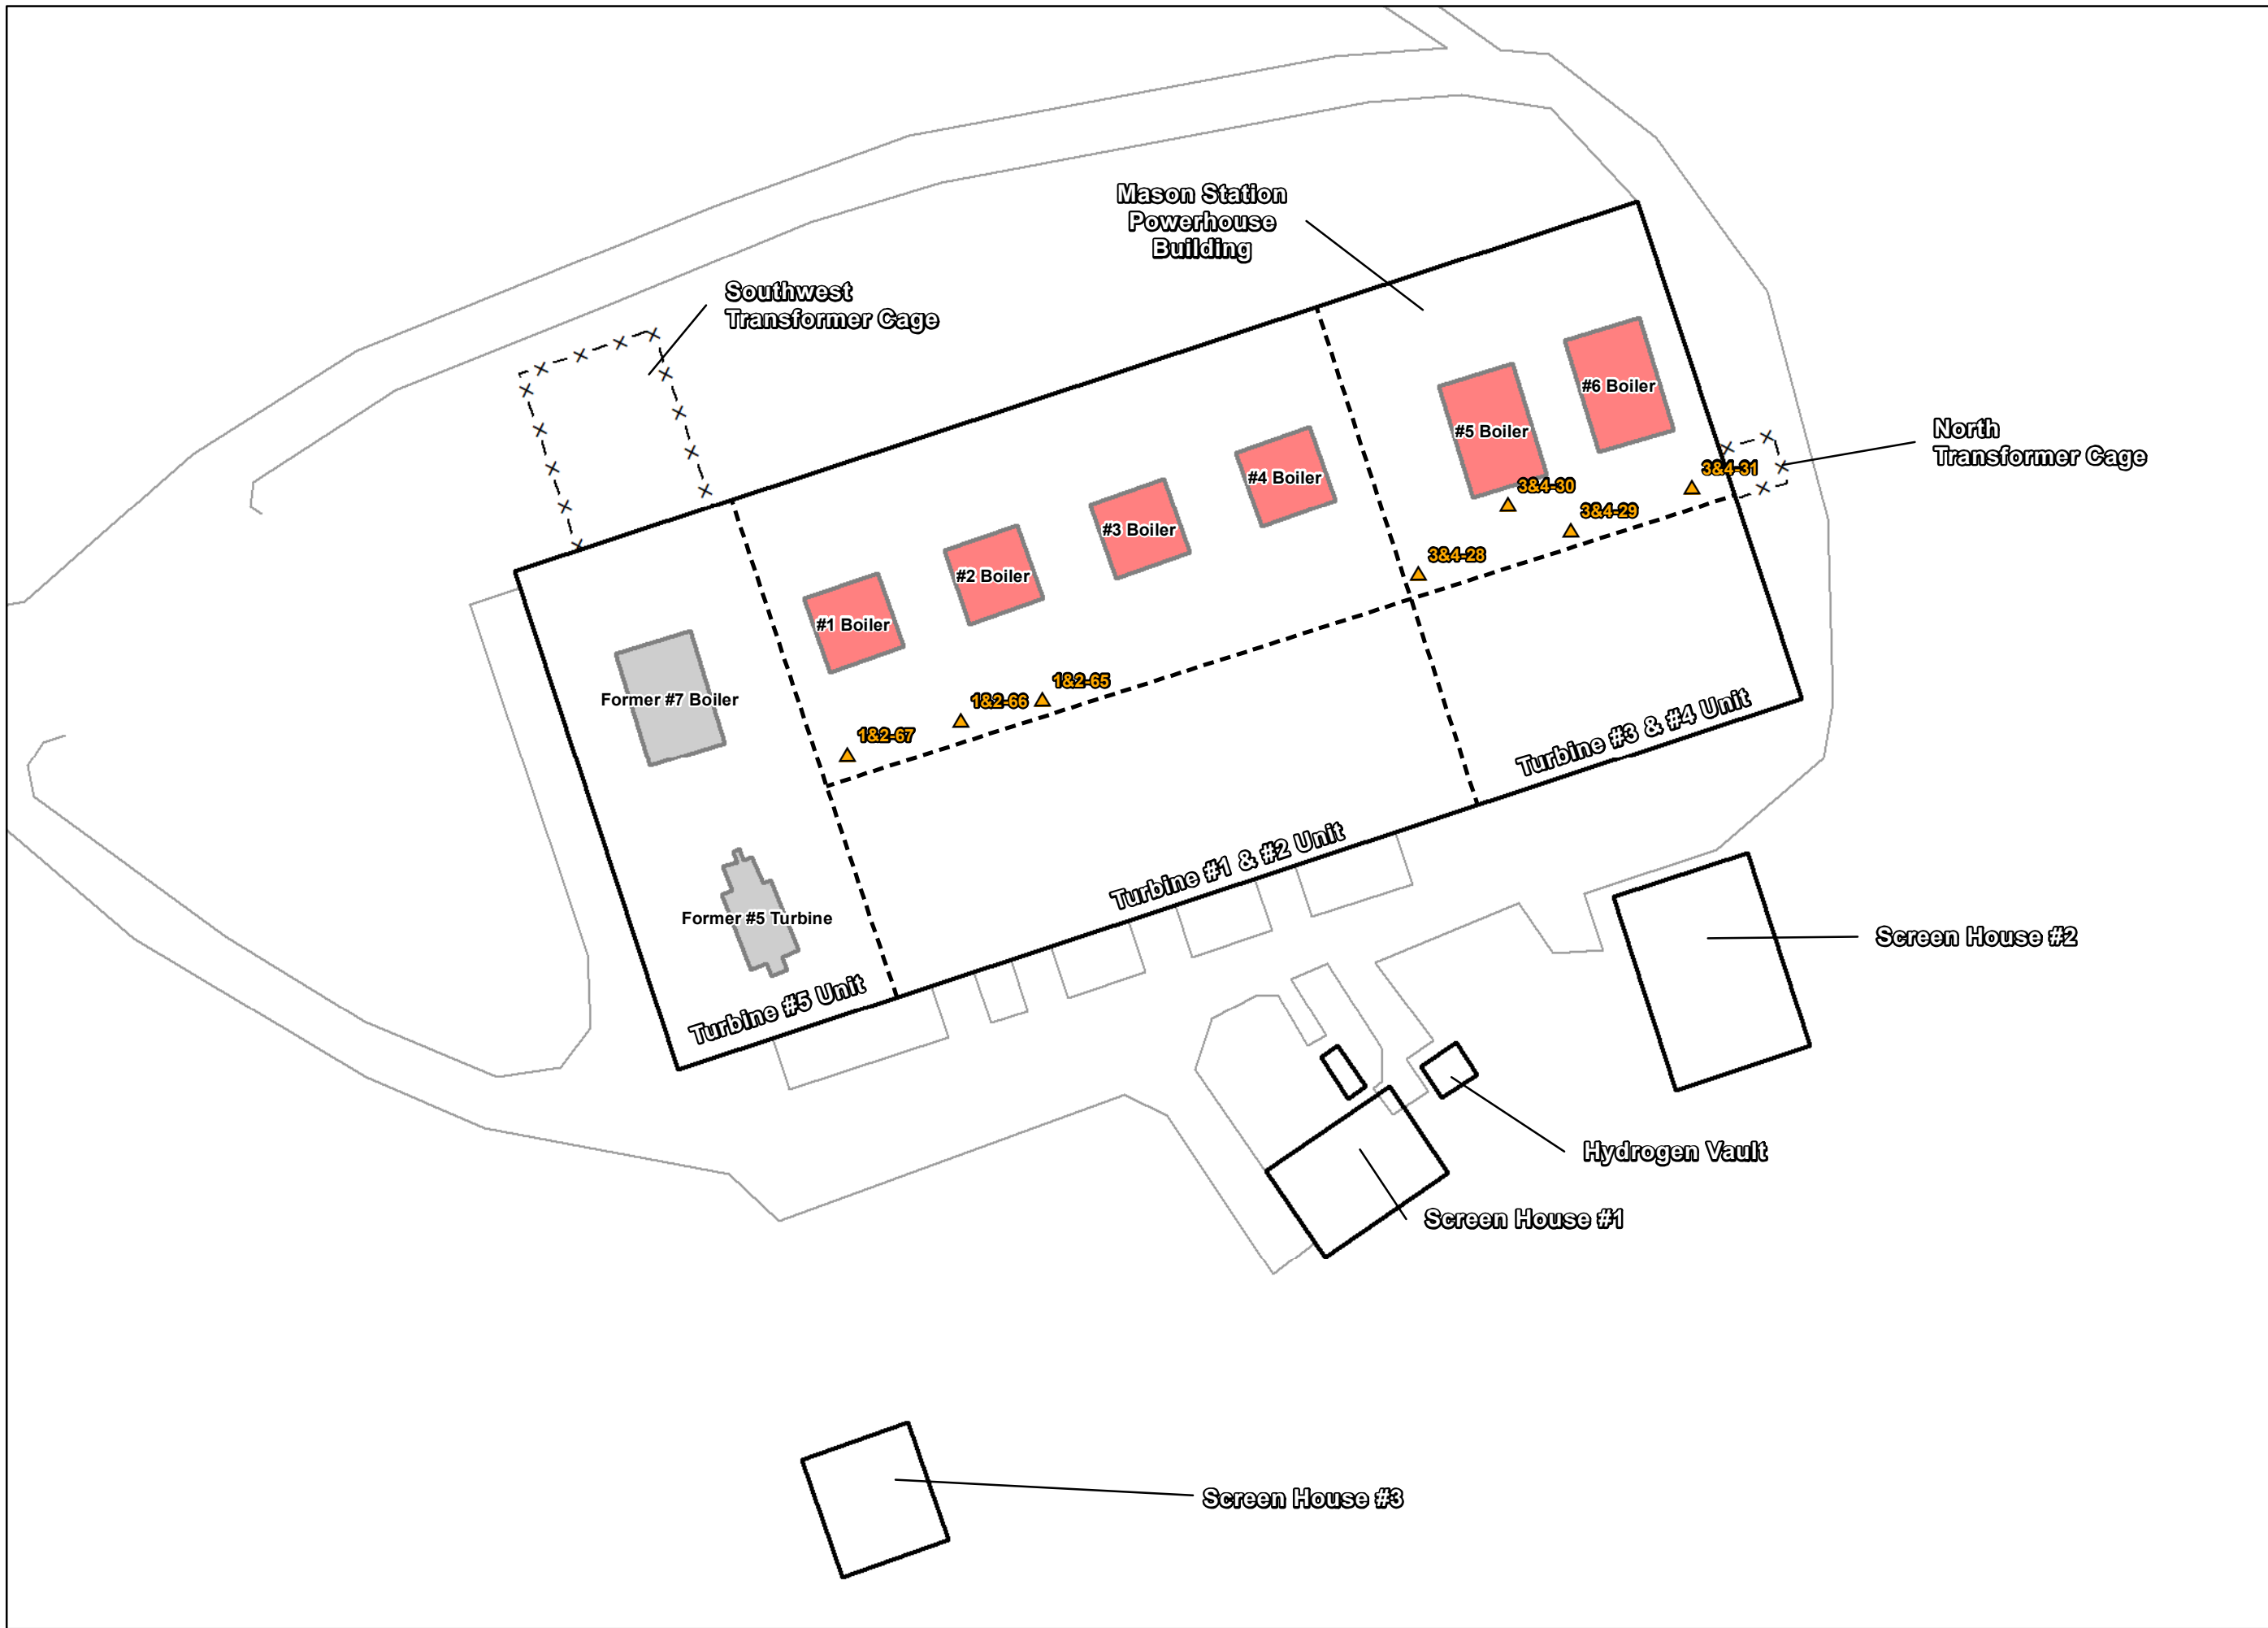 Mason Station
Powerhouse
Building
Southwest
Transformer Cage
#6 Boiler
#5 Boiler
North
Transformer Cage
#4 Boiler
3&4-31
3&4-30
3&4-29
#3 Boiler
3&4-28
#2 Boiler
#1 Boiler
1&2-65
1&2-66
Former #7 Boiler
1&2-67
Turbine #3 & #4 Unit
Turbine #1 & #2 Unit
Former #5 Turbine
Screen House #2
Turbine #5 Unit
Hydrogen Vault
Screen House #1
Screen House #3